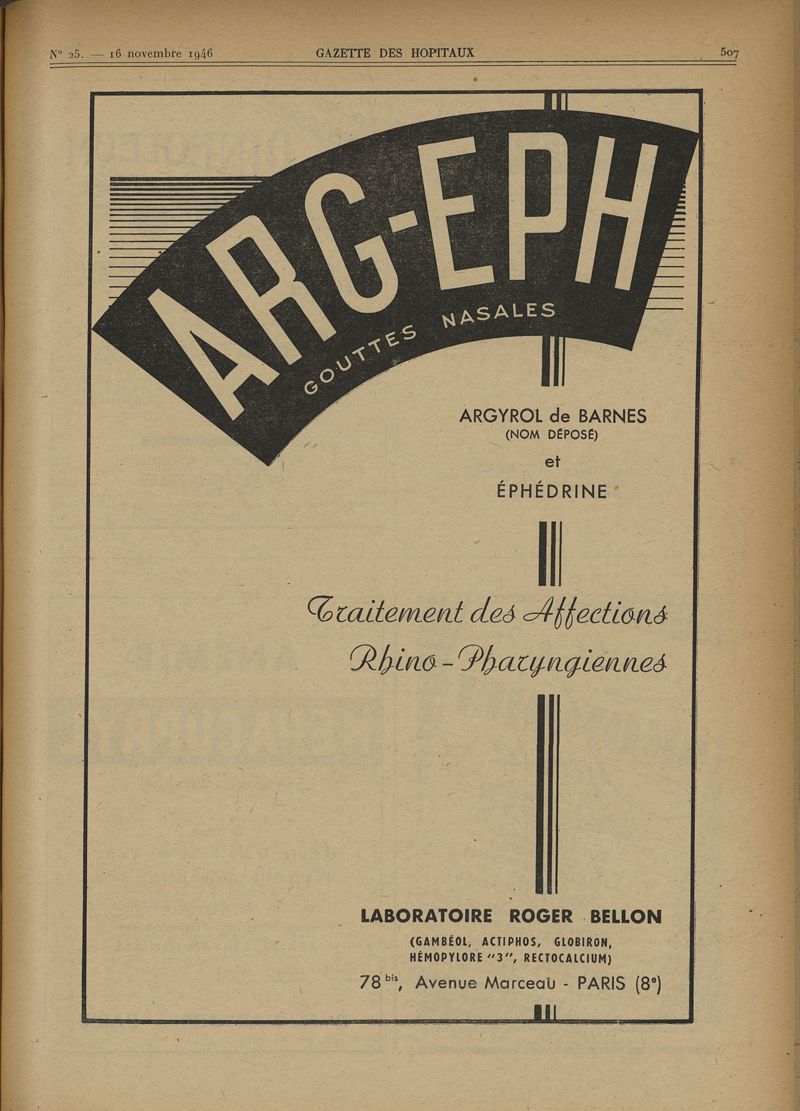 N° 25. — 16 novembre 1946 GAZETTE DES HOPITAUX 507
ARG-EPH
GOUTTES NASALES
ARGYROL de BARNES
(NOM DÉPOSÉ)
et
ÉPHÉDRINE
Traitement des Affections
Rhino-Pharyngiennes
LABORATOIRE ROGER BELLON
(GAMBÉOL, ACTIPHOS, GLOBIRON,
HÉMOPYLORE "3", RECTOCALCIUM)
78 bis, Avenue Marceau - PARIS (8e)